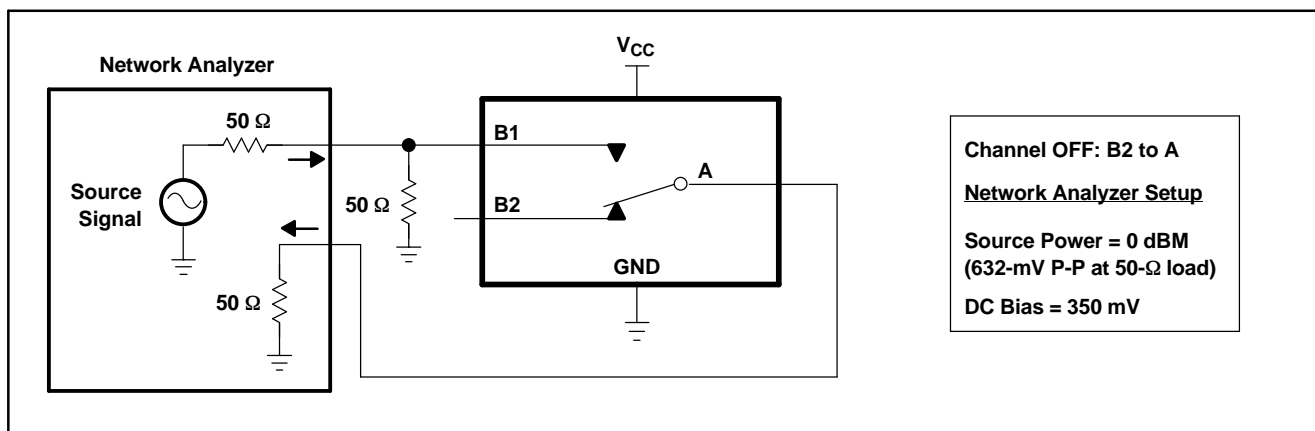 Network Analyzer
50 Ω
Source
Signal
50 Ω
50 Ω
VCC
B1
B2
A
GND
Channel OFF: B2 to A
Network Analyzer Setup
Source Power = 0 dBM
(632-mV P-P at 50-Ω load)
DC Bias = 350 mV